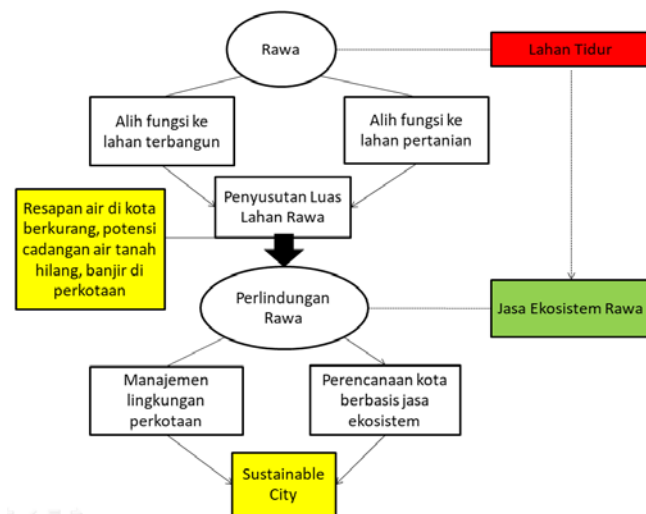 Rawa
Lahan Tidur
Alih fungsi ke
lahan terbangun
Alih fungsi ke
lahan pertanian
Penyusutan Luas
Lahan Rawa
Resapan air di kota
berkurang, potensi
cadangan air tanah
hilang, banjir di
perkotaan
Perlindungan
Rawa
Jasa Ekosistem Rawa
Manajemen
lingkungan
perkotaan
Perencanaan kota
berbasis jasa
ekosistem
Sustainable
City